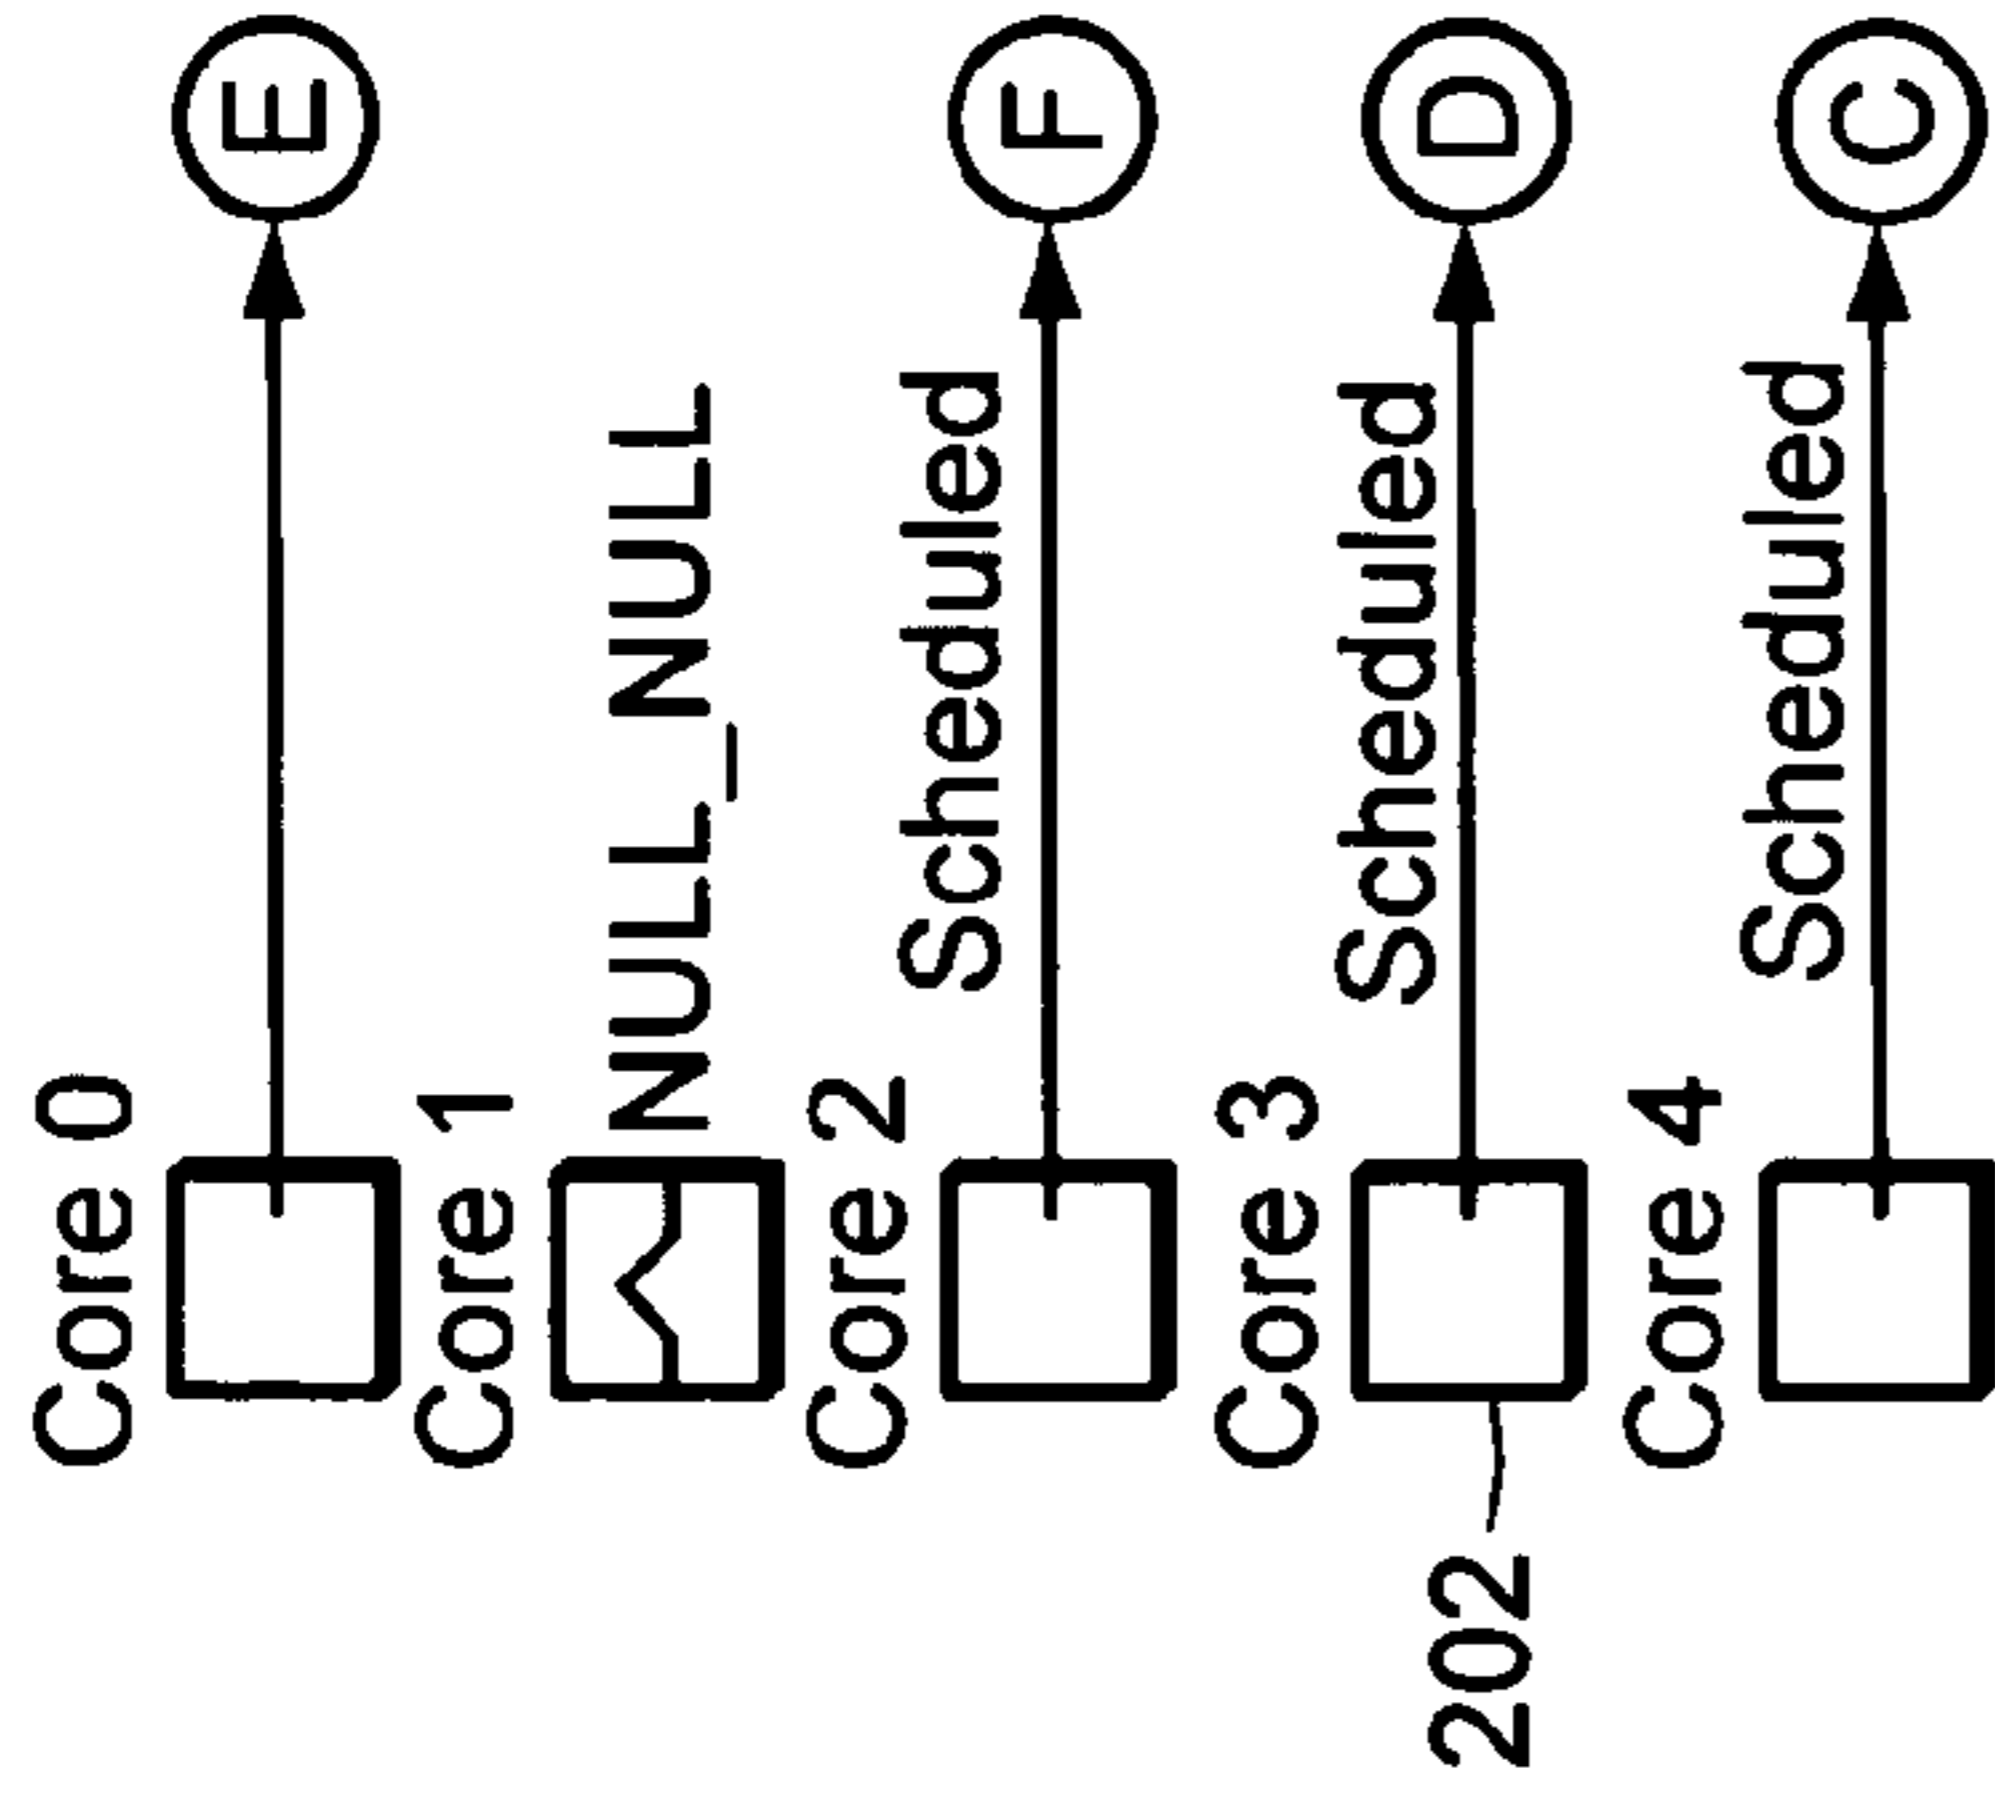 Core 0
E
Core 1
NULL_NULL
Core 2
Scheduled
F
Core 3
Scheduled
D
202
Core 4
Scheduled
C